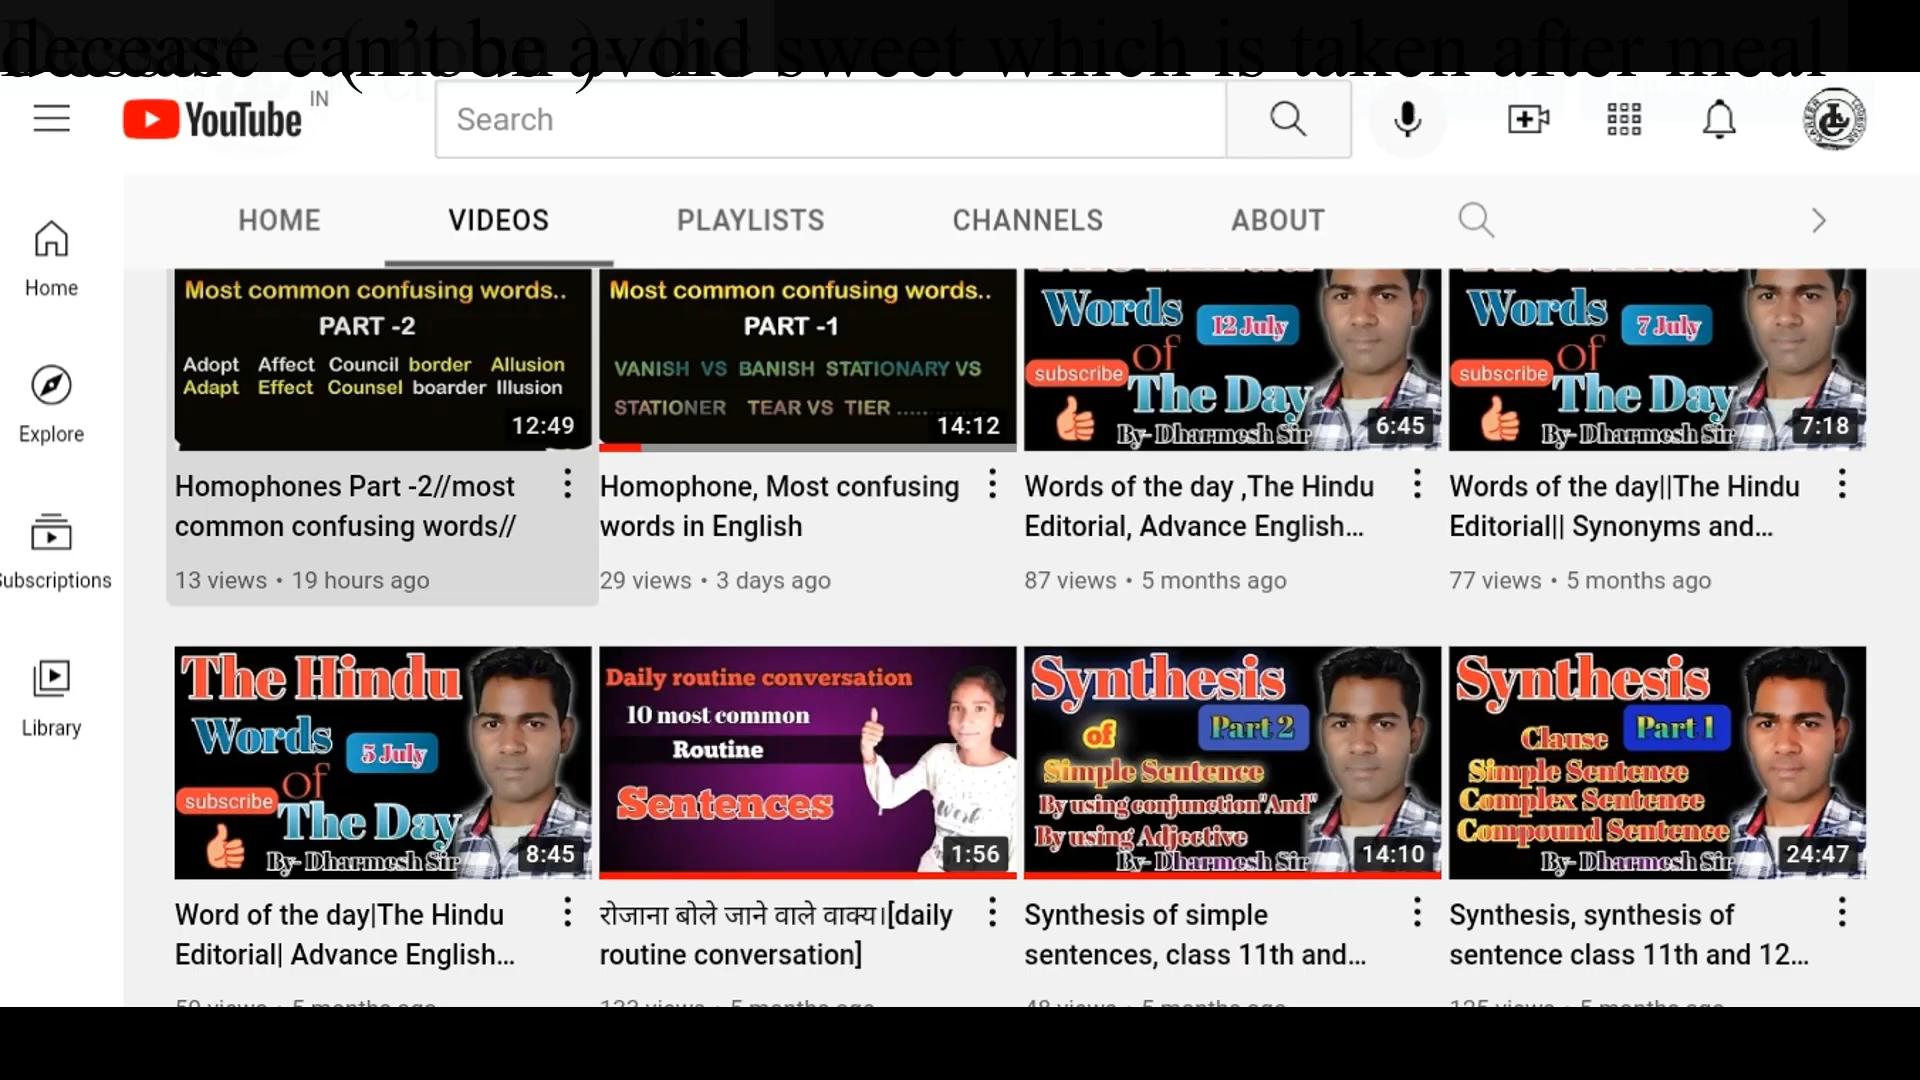 decease can't be avoid sweet which is taken after meal
YouTube IN
Search
HOME VIDEOS PLAYLISTS CHANNELS ABOUT
Home
Explore
Subscriptions
Library
Most common confusing words..
PART -2
Adopt Affect Council border Allusion
Adapt Effect Counsel boarder Illusion
12:49
Homophones Part -2//most
common confusing words//
13 views • 19 hours ago
Most common confusing words..
PART -1
VANISH VS BANISH STATIONARY VS
STATIONER TEAR VS TIER ......
14:12
Homophone, Most confusing
words in English
29 views • 3 days ago
Words 12 July
of
subscribe
The Day
By- Dharmesh Sir
6:45
Words of the day ,The Hindu
Editorial, Advance English...
87 views • 5 months ago
Words 7 July
of
subscribe
The Day
By- Dharmesh Sir
7:18
Words of the day||The Hindu
Editorial|| Synonyms and...
77 views • 5 months ago
The Hindu
Words 5 July
of
subscribe
The Day
By- Dharmesh Sir
8:45
Word of the day|The Hindu
Editorial| Advance English...
Daily routine conversation
10 most common
Routine
Sentences
Work
1:56
रोजाना बोले जाने वाले वाक्य।[daily
routine conversation]
Synthesis
of Part 2
Simple Sentence
By using conjunction"And"
By using Adjective
By- Dharmesh Sir
14:10
Synthesis of simple
sentences, class 11th and...
Synthesis
Clause Part 1
Simple Sentence
Complex Sentence
Compound Sentence
By- Dharmesh Sir
24:47
Synthesis, synthesis of
sentence class 11th and 12...